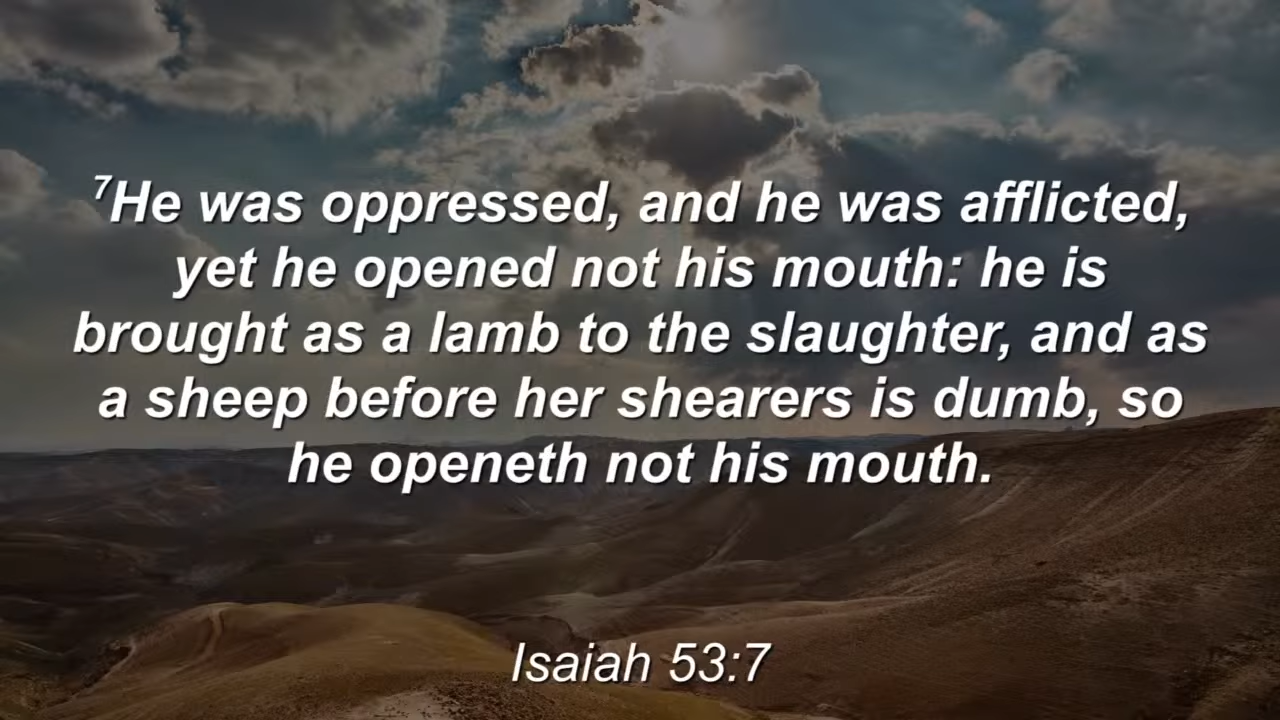 ⁷He was oppressed, and he was afflicted,
yet he opened not his mouth: he is
brought as a lamb to the slaughter, and as
a sheep before her shearers is dumb, so
he openeth not his mouth.
Isaiah 53:7